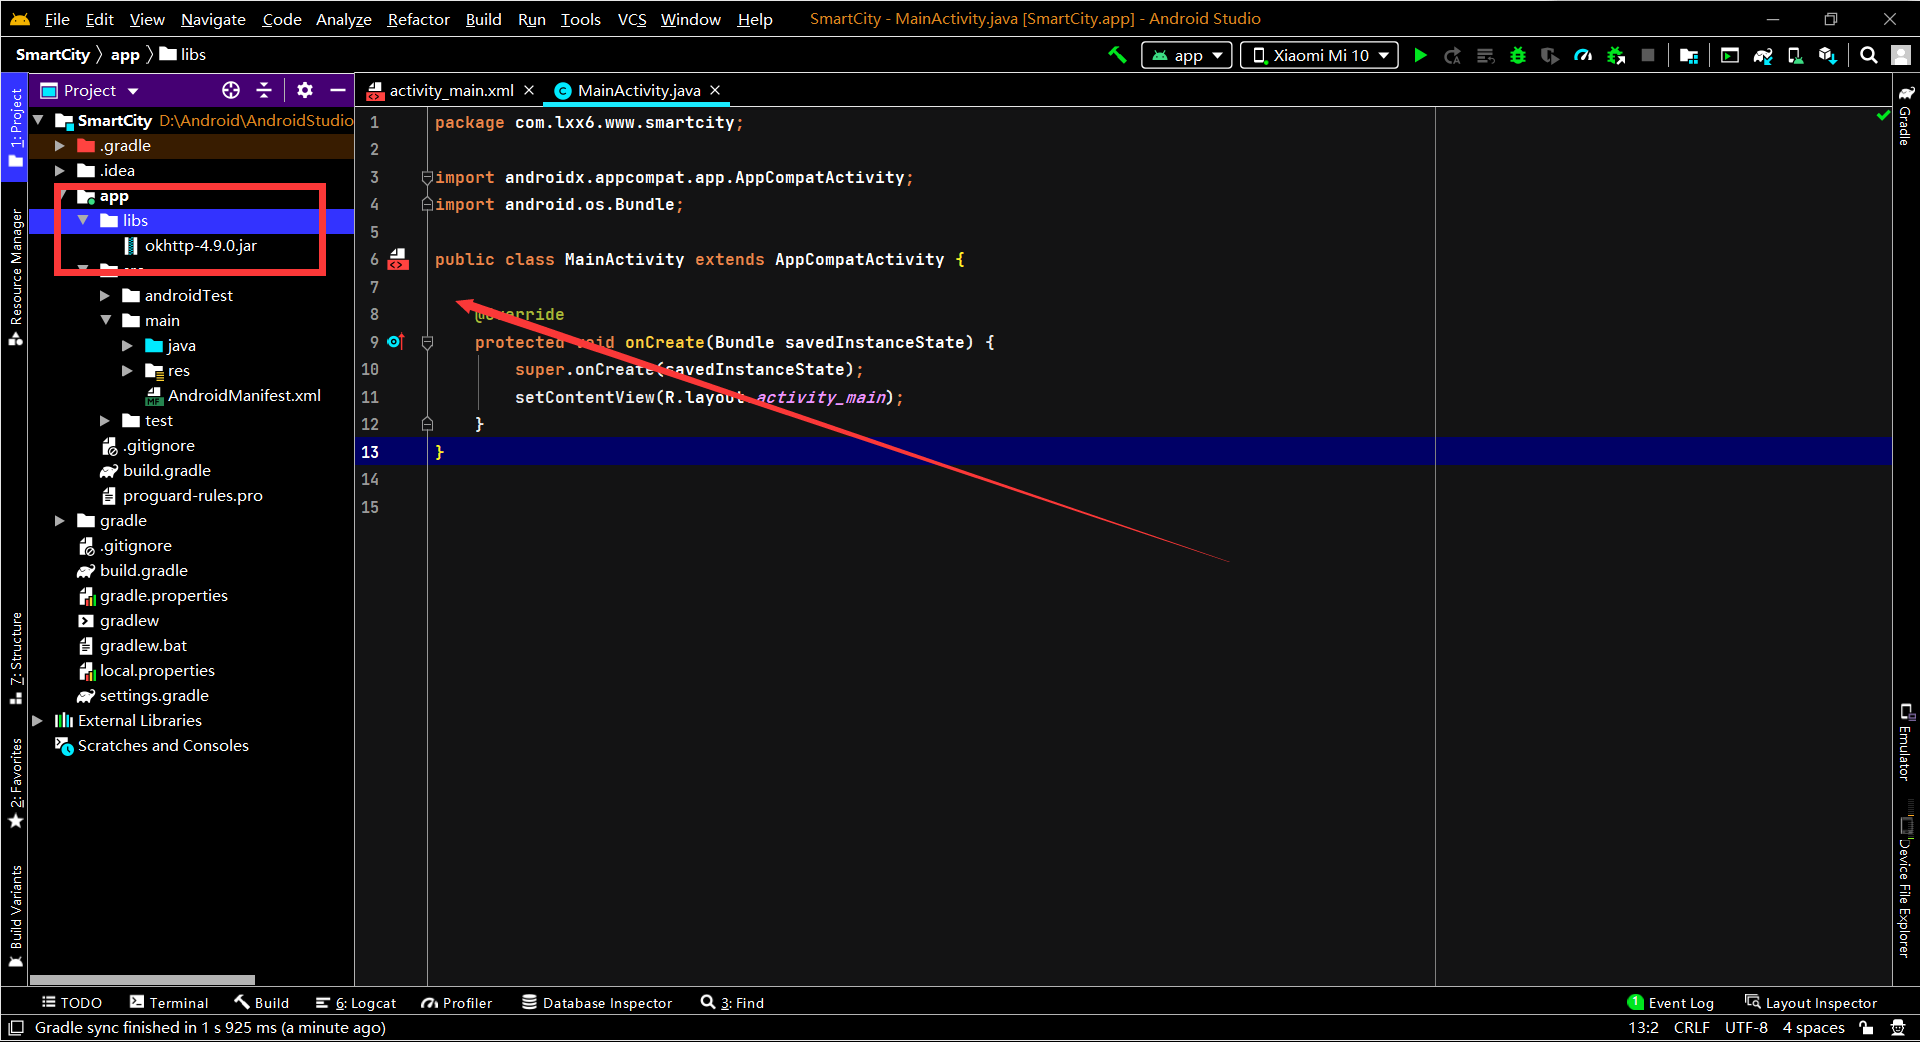 File Edit View Navigate Code Analyze Refactor Build Run Tools VCS Window Help SmartCity - MainActivity.java [SmartCity.app] - Android Studio
SmartCity app libs app Xiaomi Mi 10
Project
activity_main.xml MainActivity.java
SmartCity D:\Android\AndroidStudio
.gradle
.idea
app
libs
okhttp-4.9.0.jar
androidTest
main
java
res
AndroidManifest.xml
test
.gitignore
build.gradle
proguard-rules.pro
gradle
.gitignore
build.gradle
gradle.properties
gradlew
gradlew.bat
local.properties
settings.gradle
External Libraries
Scratches and Consoles
1 package com.lxx6.www.smartcity;
2
3 import androidx.appcompat.app.AppCompatActivity;
4 import android.os.Bundle;
5
6 public class MainActivity extends AppCompatActivity {
7
8 @Override
9 protected void onCreate(Bundle savedInstanceState) {
10 super.onCreate(savedInstanceState);
11 setContentView(R.layout.activity_main);
12 }
13 }
14
15
1: Project
Resource Manager
7: Structure
2: Favorites
Build Variants
Gradle
Emulator
Device File Explorer
TODO Terminal Build 6: Logcat Profiler Database Inspector 3: Find 1 Event Log Layout Inspector
Gradle sync finished in 1 s 925 ms (a minute ago) 13:2 CRLF UTF-8 4 spaces